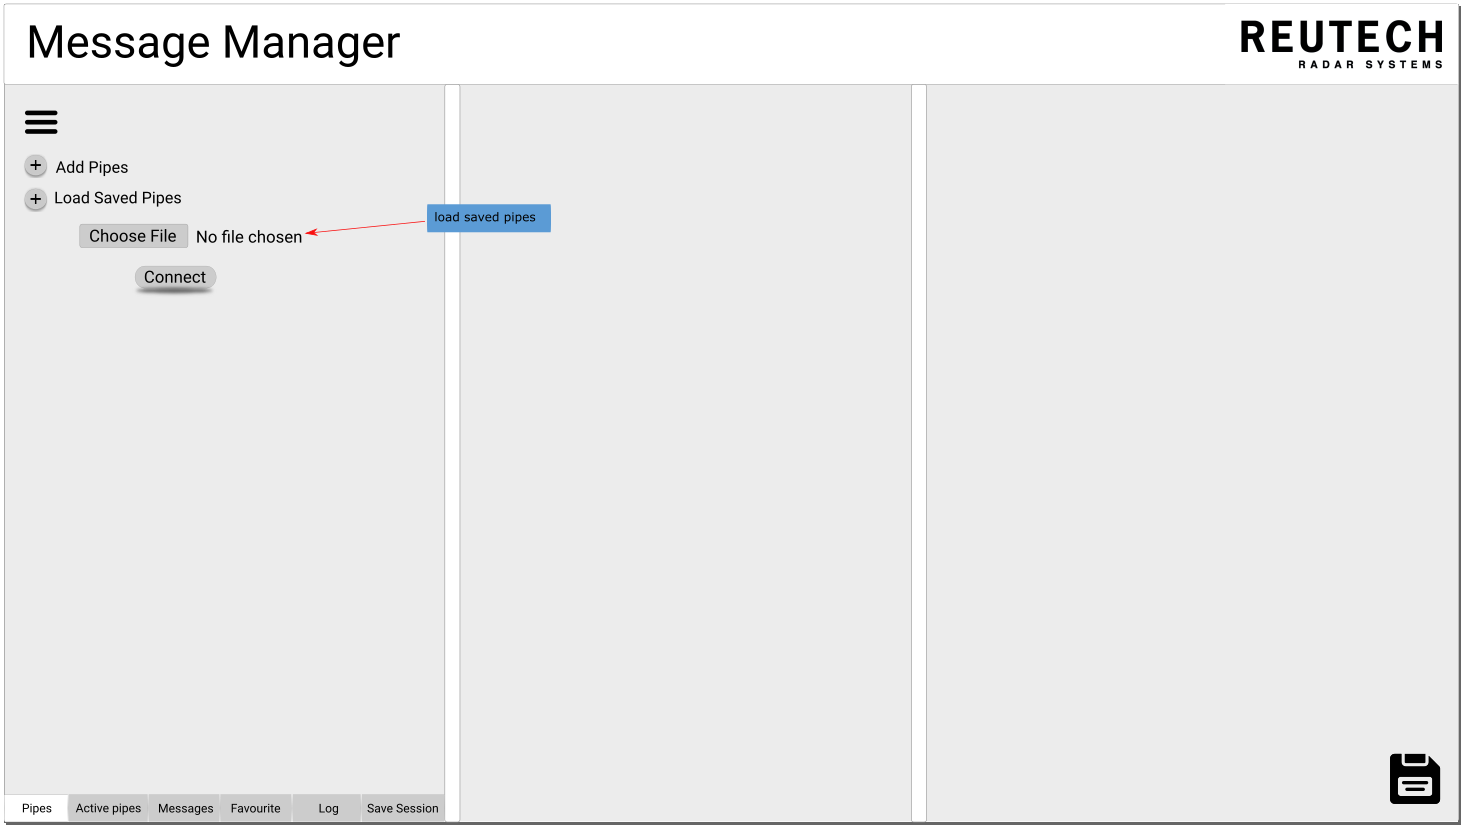 Message Manager
REUTECH
RADAR SYSTEMS
+ Add Pipes
+ Load Saved Pipes
load saved pipes
Choose File No file chosen
Connect
Pipes Active pipes Messages Favourite Log Save Session